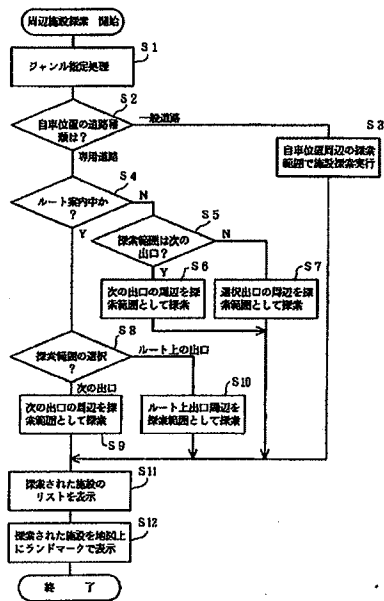 周辺施設探索 開始
S1
ジャンル指定処理
S2
自車位置の道路種
類は?
一般道路
専用道路
S3
自車位置周辺の探索
範囲で施設探索実行
S4
ルート案内中か
?
N
Y
S5
探索範囲は次の
出口?
N
Y
S6
次の出口の周辺を探
索範囲として探索
S7
選択出口の周辺を探
索範囲として探索
S8
探索範囲の選択
?
ルート上の出口
次の出口
S9
次の出口の周辺を探
索範囲として探索
S10
ルート上出口周辺を
探索範囲として探索
S11
探索された施設の
リストを表示
S12
探索された施設を地図上
にランドマークで表示
終 了